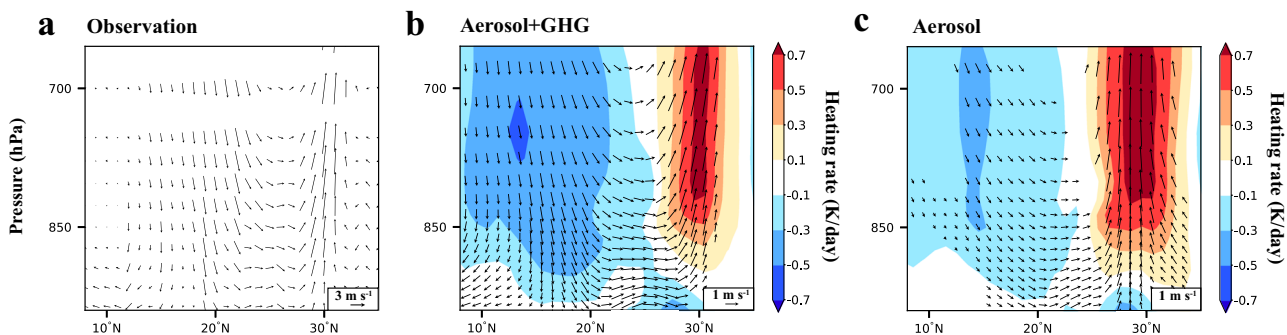 a Observation
b Aerosol+GHG
c Aerosol
Pressure (hPa)
700
850
10°N
20°N
30°N
3 m s⁻¹
700
850
10°N
20°N
30°N
1 m s⁻¹
0.7
0.5
0.3
0.1
-0.1
-0.3
-0.5
-0.7
Heating rate (K/day)
700
850
10°N
20°N
30°N
1 m s⁻¹
0.7
0.5
0.3
0.1
-0.1
-0.3
-0.5
-0.7
Heating rate (K/day)